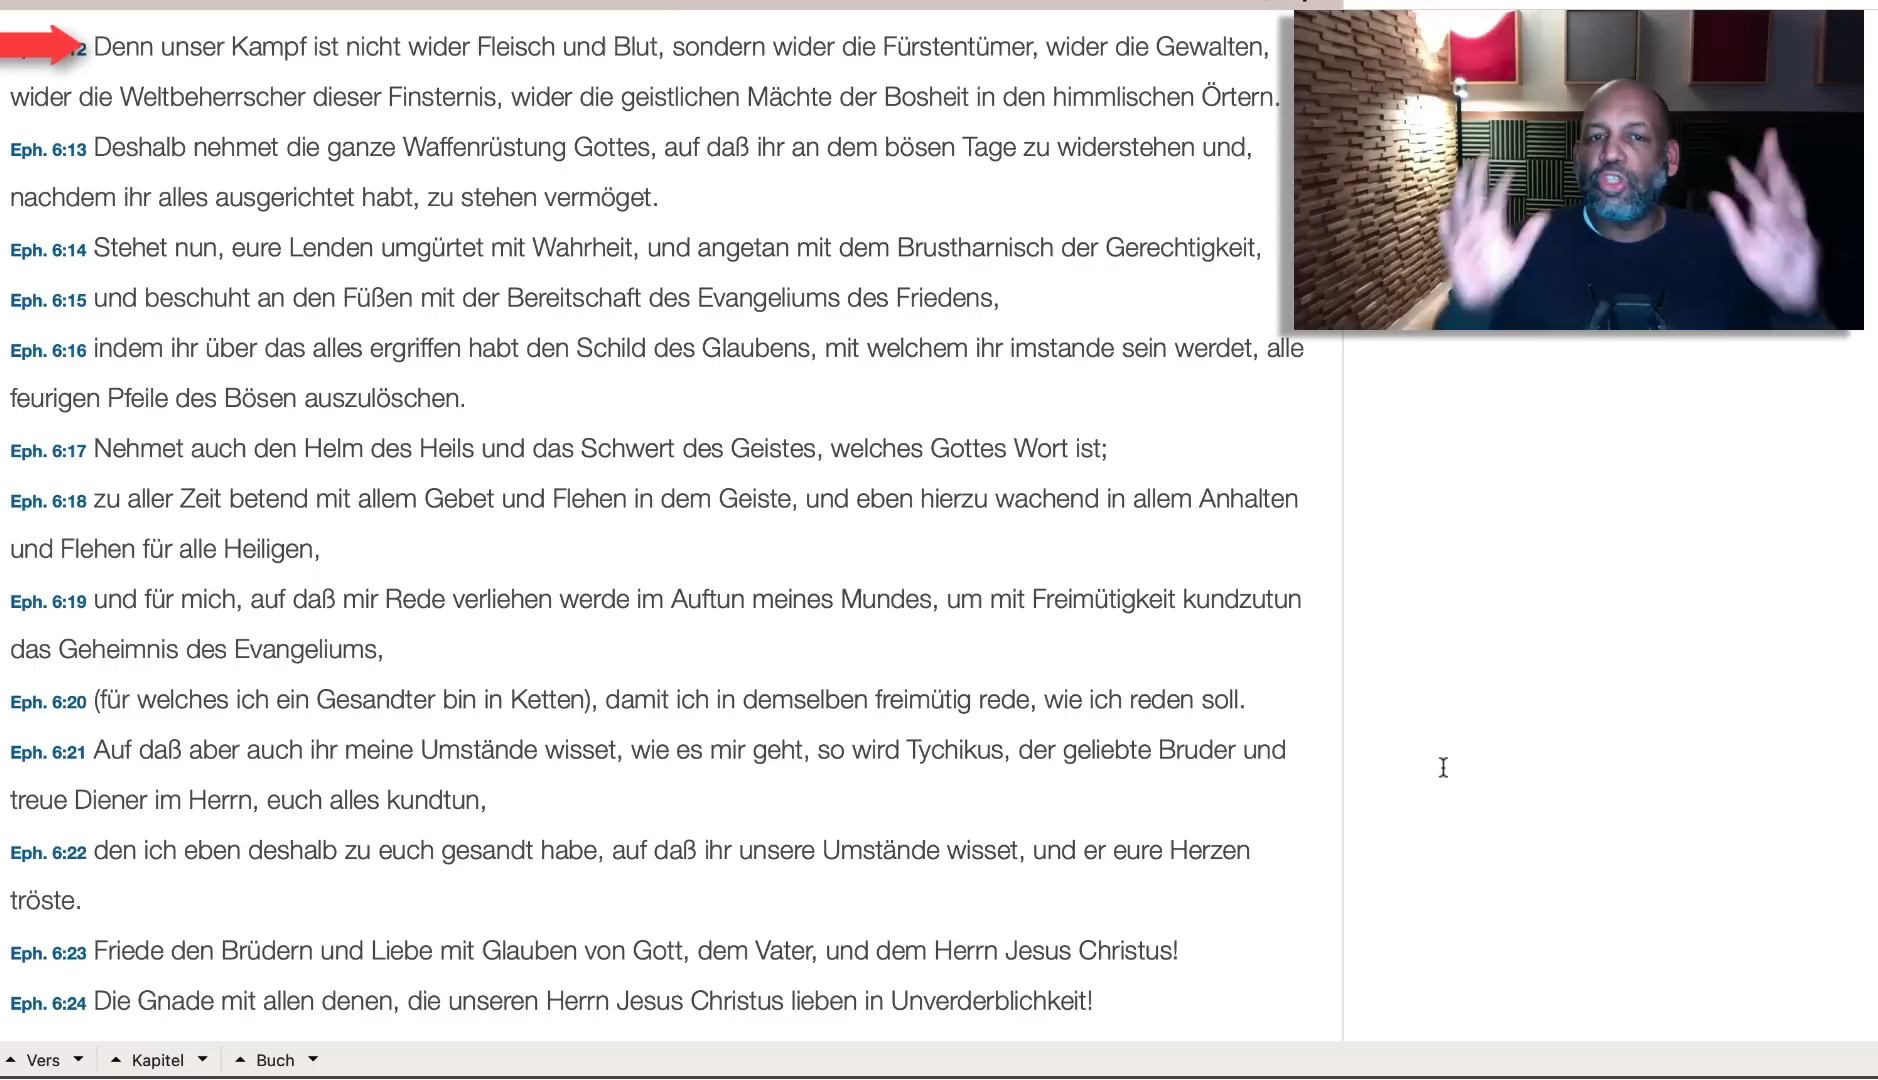 2 Denn unser Kampf ist nicht wider Fleisch und Blut, sondern wider die Fürstentümer, wider die Gewalten,
wider die Weltbeherrscher dieser Finsternis, wider die geistlichen Mächte der Bosheit in den himmlischen Örtern.
Eph. 6:13 Deshalb nehmet die ganze Waffenrüstung Gottes, auf daß ihr an dem bösen Tage zu widerstehen und,
nachdem ihr alles ausgerichtet habt, zu stehen vermöget.
Eph. 6:14 Stehet nun, eure Lenden umgürtet mit Wahrheit, und angetan mit dem Brustharnisch der Gerechtigkeit,
Eph. 6:15 und beschuht an den Füßen mit der Bereitschaft des Evangeliums des Friedens,
Eph. 6:16 indem ihr über das alles ergriffen habt den Schild des Glaubens, mit welchem ihr imstande sein werdet, alle
feurigen Pfeile des Bösen auszulöschen.
Eph. 6:17 Nehmet auch den Helm des Heils und das Schwert des Geistes, welches Gottes Wort ist;
Eph. 6:18 zu aller Zeit betend mit allem Gebet und Flehen in dem Geiste, und eben hierzu wachend in allem Anhalten
und Flehen für alle Heiligen,
Eph. 6:19 und für mich, auf daß mir Rede verliehen werde im Auftun meines Mundes, um mit Freimütigkeit kundzutun
das Geheimnis des Evangeliums,
Eph. 6:20 (für welches ich ein Gesandter bin in Ketten), damit ich in demselben freimütig rede, wie ich reden soll.
Eph. 6:21 Auf daß aber auch ihr meine Umstände wisset, wie es mir geht, so wird Tychikus, der geliebte Bruder und
treue Diener im Herrn, euch alles kundtun,
Eph. 6:22 den ich eben deshalb zu euch gesandt habe, auf daß ihr unsere Umstände wisset, und er eure Herzen
tröste.
Eph. 6:23 Friede den Brüdern und Liebe mit Glauben von Gott, dem Vater, und dem Herrn Jesus Christus!
Eph. 6:24 Die Gnade mit allen denen, die unseren Herrn Jesus Christus lieben in Unverderblichkeit!
Vers Kapitel Buch